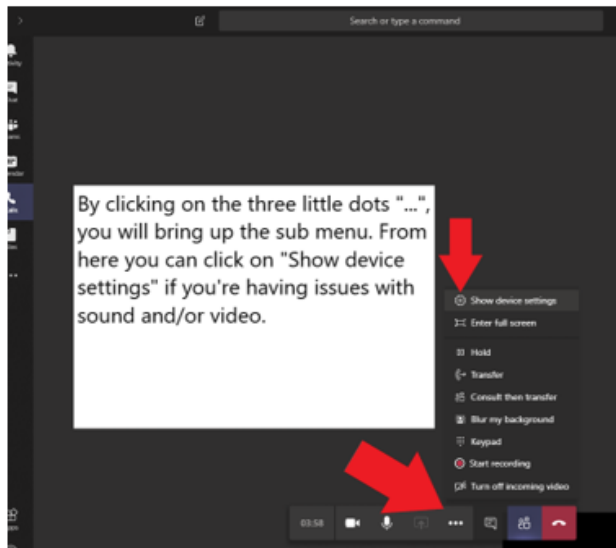 Search or type a command
By clicking on the three little dots "...",
you will bring up the sub menu. From
here you can click on "Show device
settings" if you're having issues with
sound and/or video.
Show device settings
Enter full screen
Hold
Transfer
Consult then transfer
Blur my background
Keypad
Start recording
Turn off incoming video
03:58